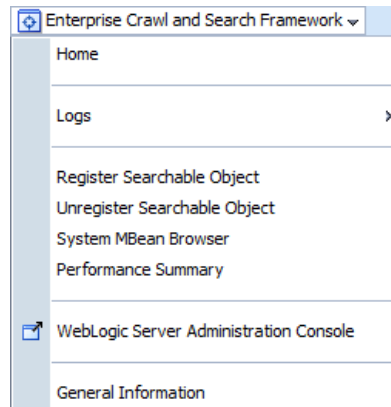 Enterprise Crawl and Search Framework
Home
Logs
Register Searchable Object
Unregister Searchable Object
System MBean Browser
Performance Summary
WebLogic Server Administration Console
General Information